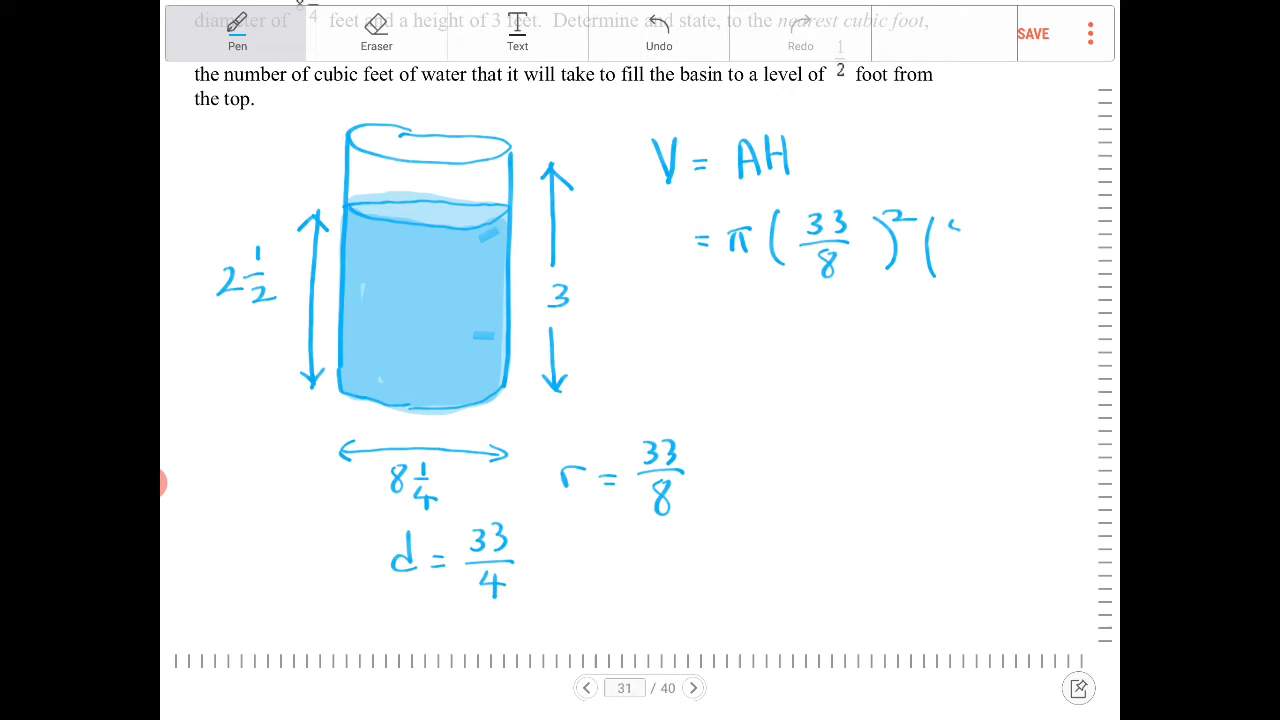 diameter of 8 1/4 feet and a height of 3 feet. Determine and state, to the nearest cubic foot,
Pen
Eraser
Text
Undo
Redo
SAVE
the number of cubic feet of water that it will take to fill the basin to a level of 1/2 foot from
the top.
V = AH
= π ( 33/8 )² (
2 1/2
3
8 1/4
r = 33/8
d = 33/4
31 / 40